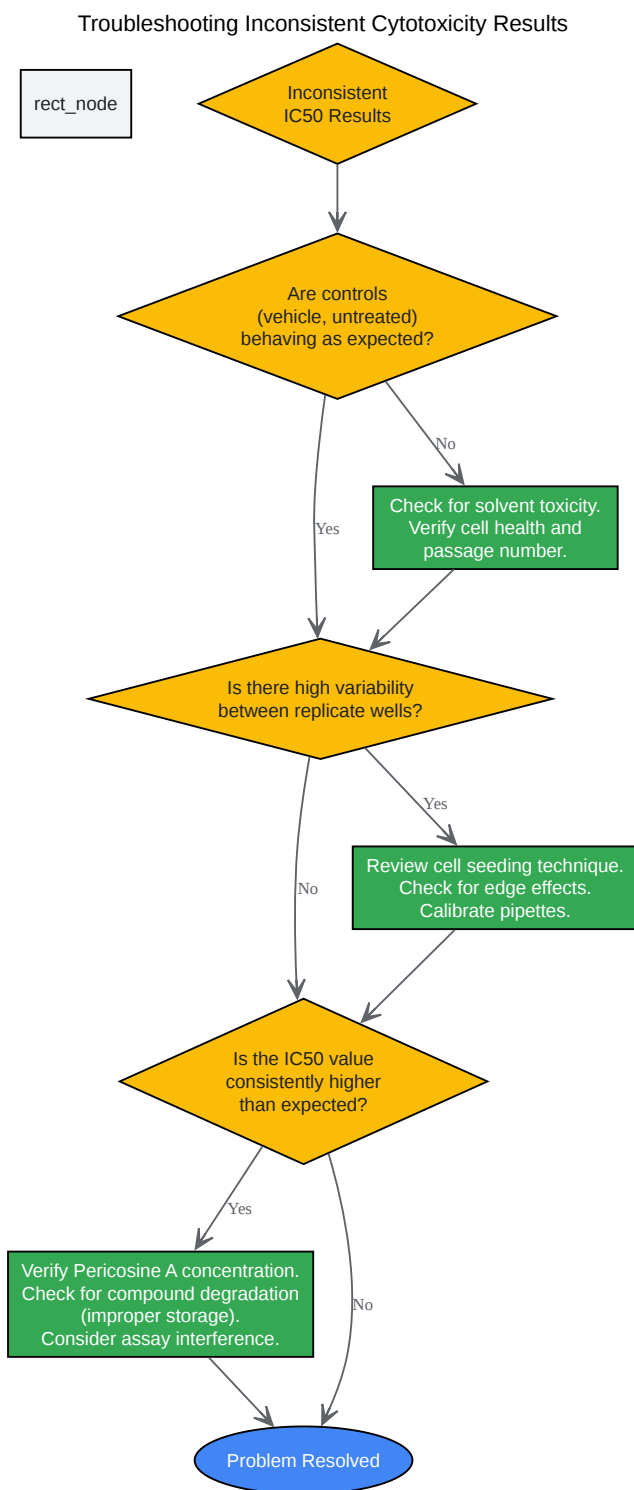 Troubleshooting Inconsistent Cytotoxicity Results
rect_node
Inconsistent
IC50 Results
Are controls
(vehicle, untreated)
behaving as expected?
No
Check for solvent toxicity.
Verify cell health and
passage number.
Yes
Is there high variability
between replicate wells?
Yes
Review cell seeding technique.
Check for edge effects.
Calibrate pipettes.
No
Is the IC50 value
consistently higher
than expected?
Yes
Verify Pericosine A concentration.
Check for compound degradation
(improper storage).
Consider assay interference.
No
Problem Resolved